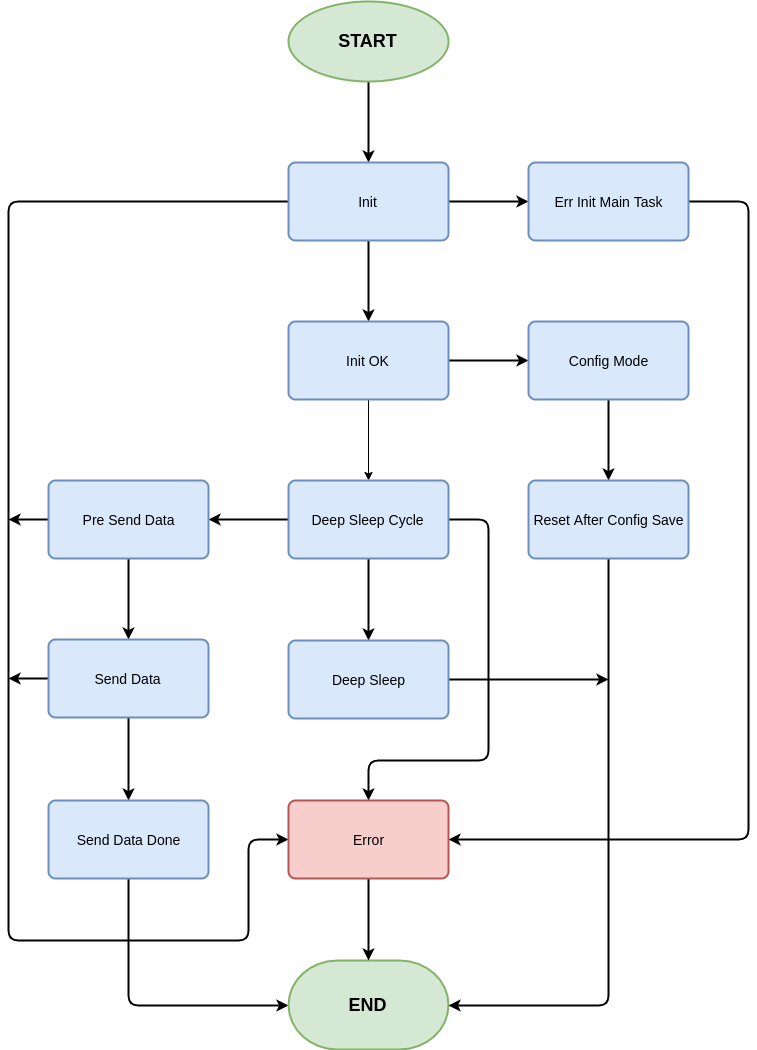 START
Init
Err Init Main Task
Init OK
Config Mode
Pre Send Data
Deep Sleep Cycle
Reset After Config Save
Send Data
Deep Sleep
Send Data Done
Error
END